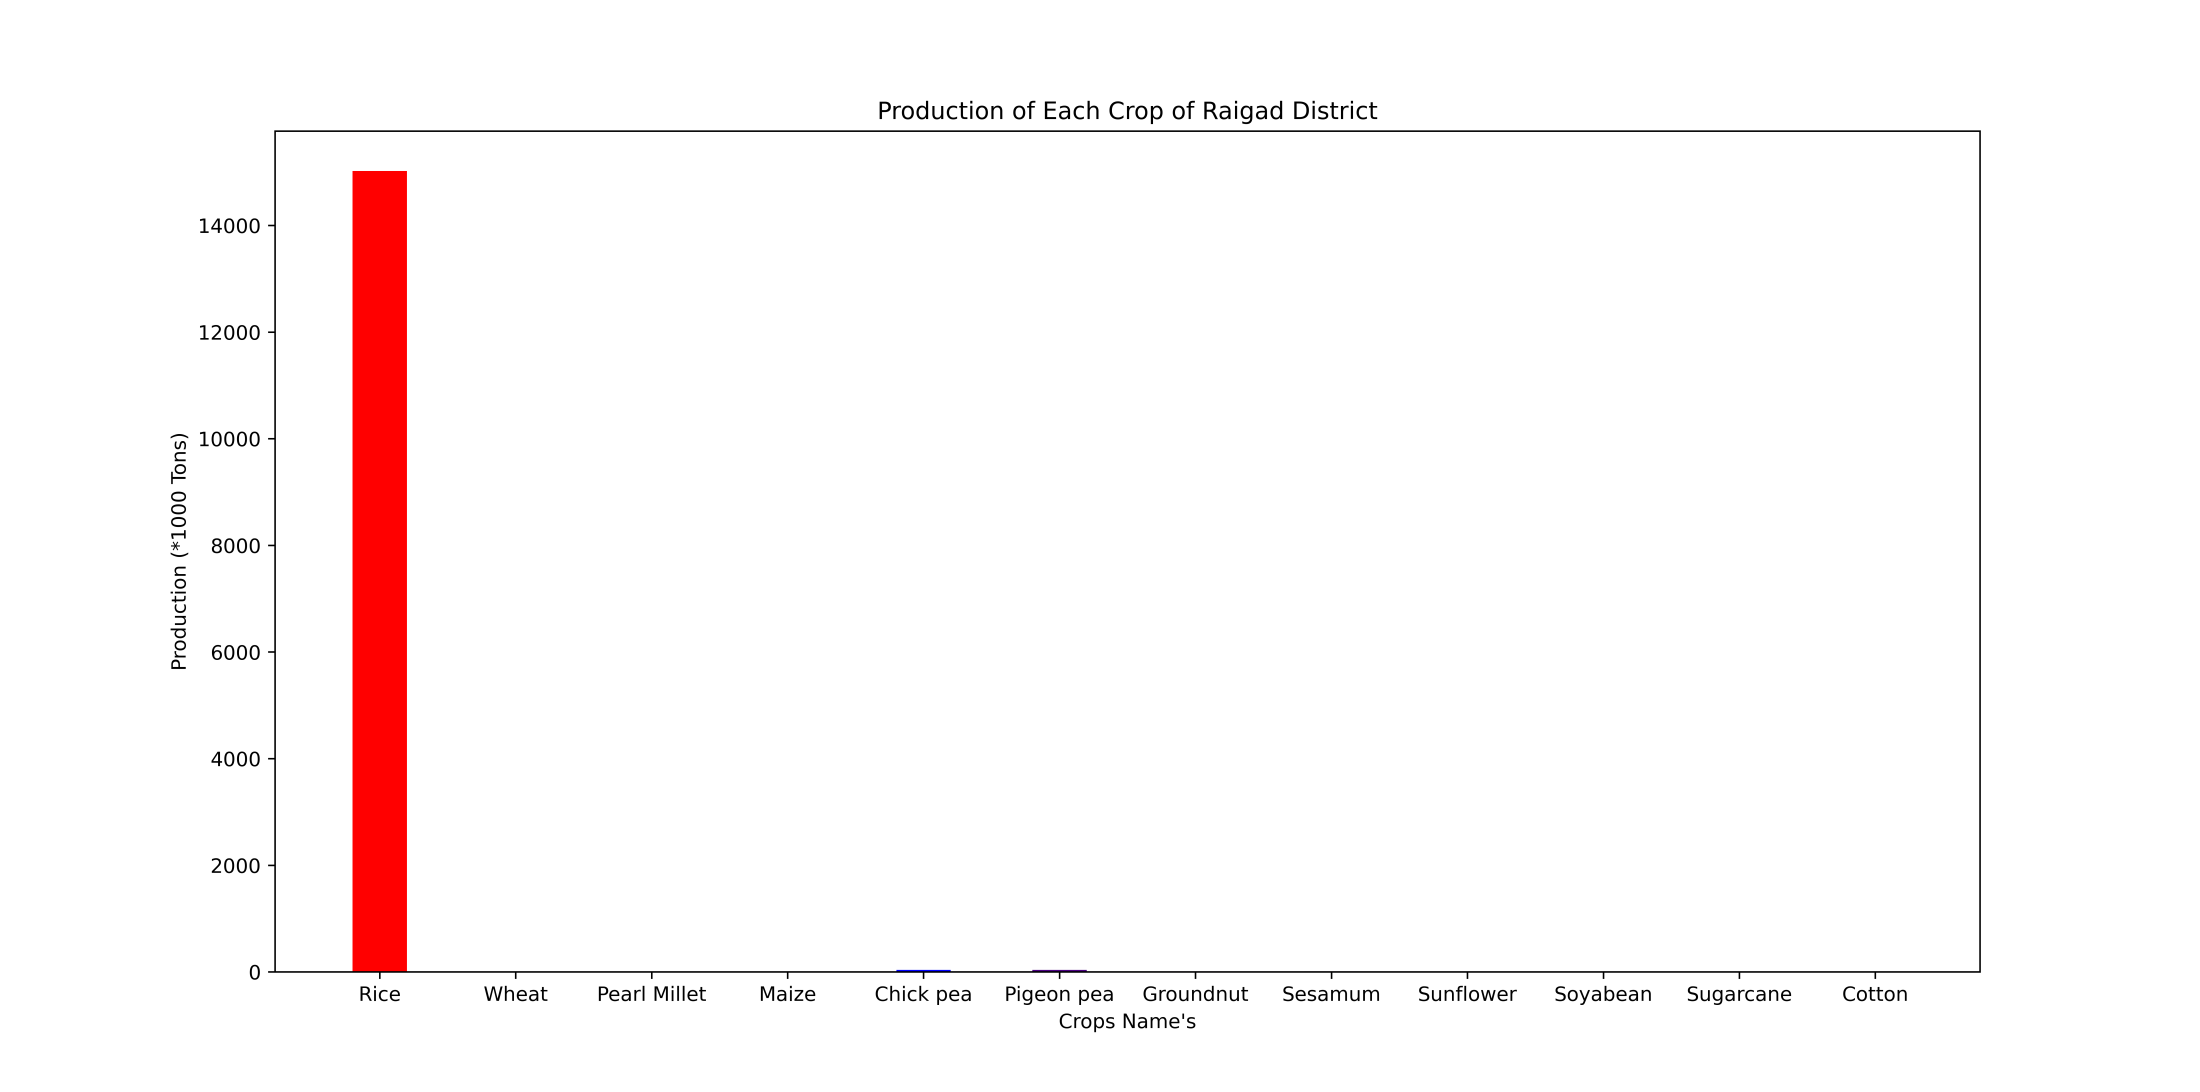 Production of Each Crop of Raigad District
Production (*1000 Tons)
14000
12000
10000
8000
6000
4000
2000
0
Rice Wheat Pearl Millet Maize Chick pea Pigeon pea Groundnut Sesamum Sunflower Soyabean Sugarcane Cotton
Crops Name's